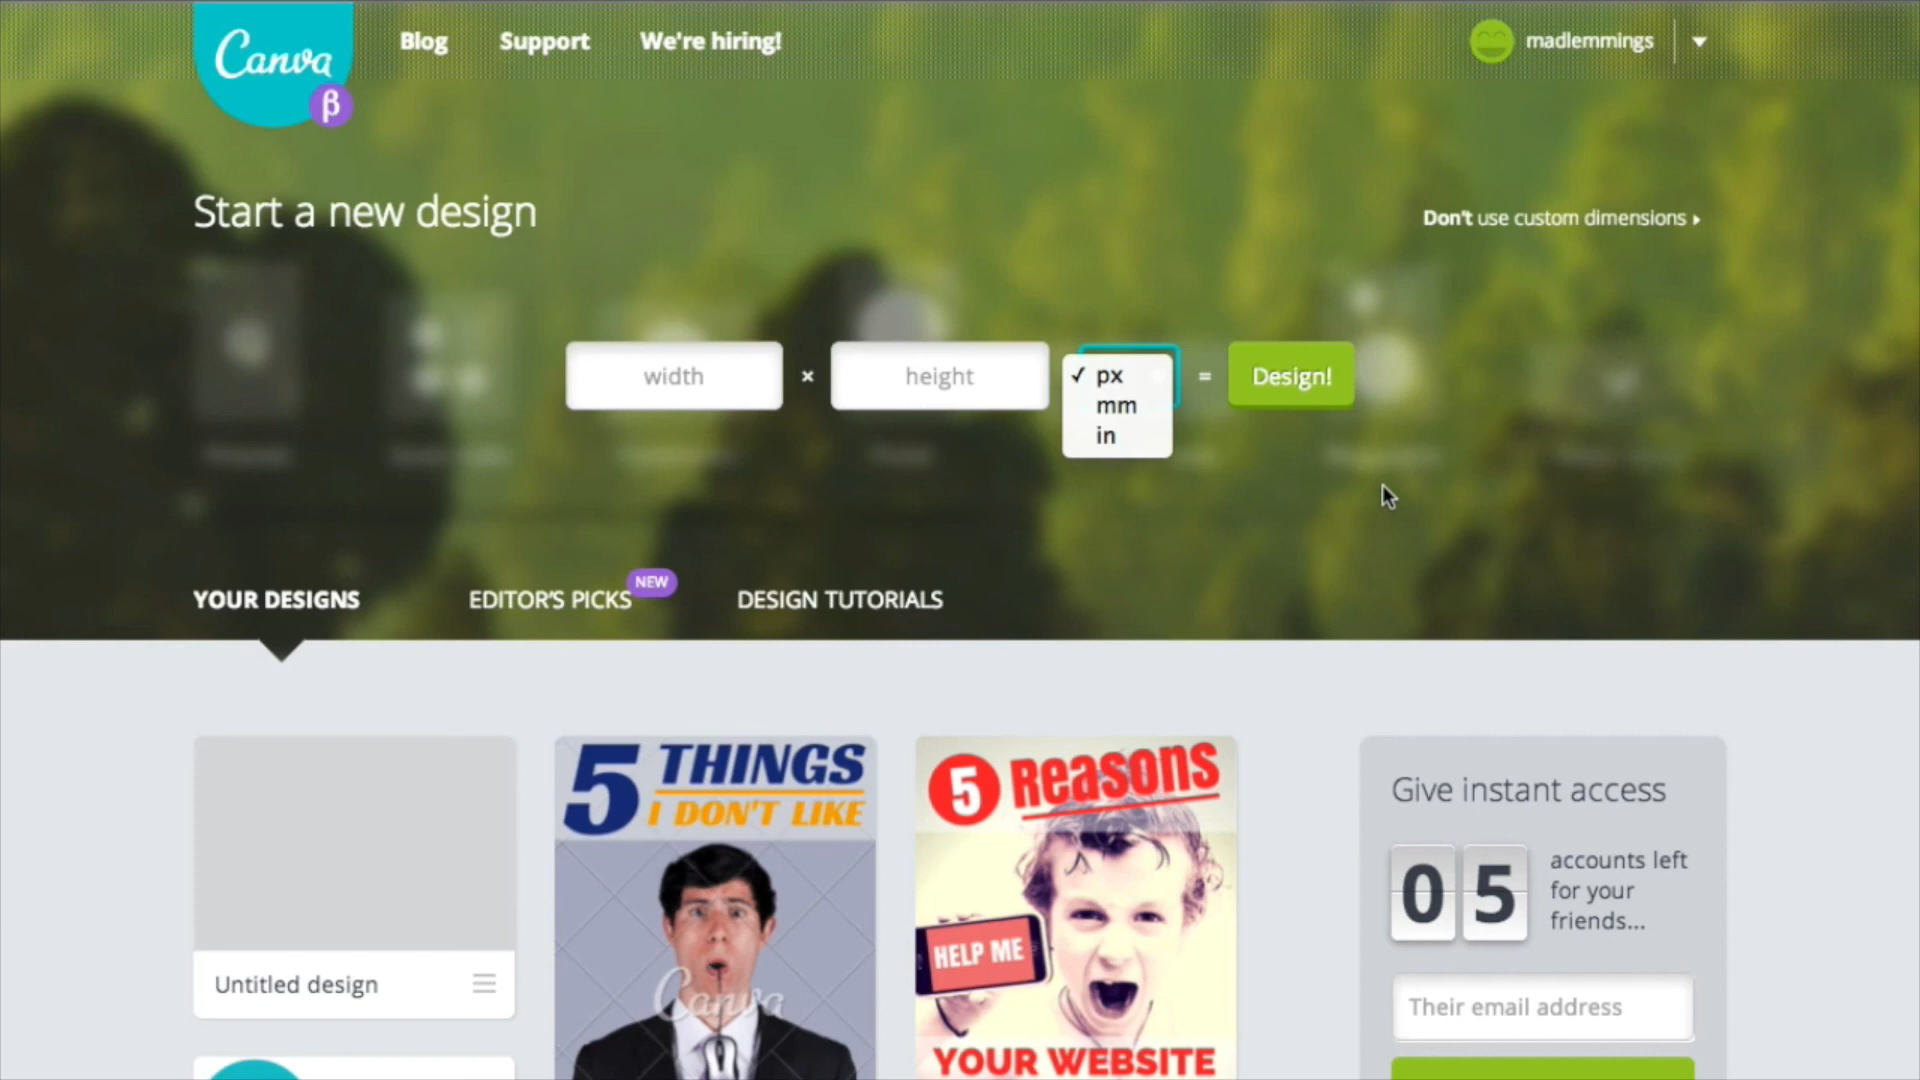 Canva
β
Blog
Support
We're hiring!
madlemmings
Start a new design
Don't use custom dimensions
width
×
height
✓ px
mm
in
=
Design!
YOUR DESIGNS
EDITOR'S PICKS
NEW
DESIGN TUTORIALS
Untitled design
5 THINGS
I DON'T LIKE
Canva
5 Reasons
HELP ME
YOUR WEBSITE
Give instant access
05
accounts left
for your
friends...
Their email address